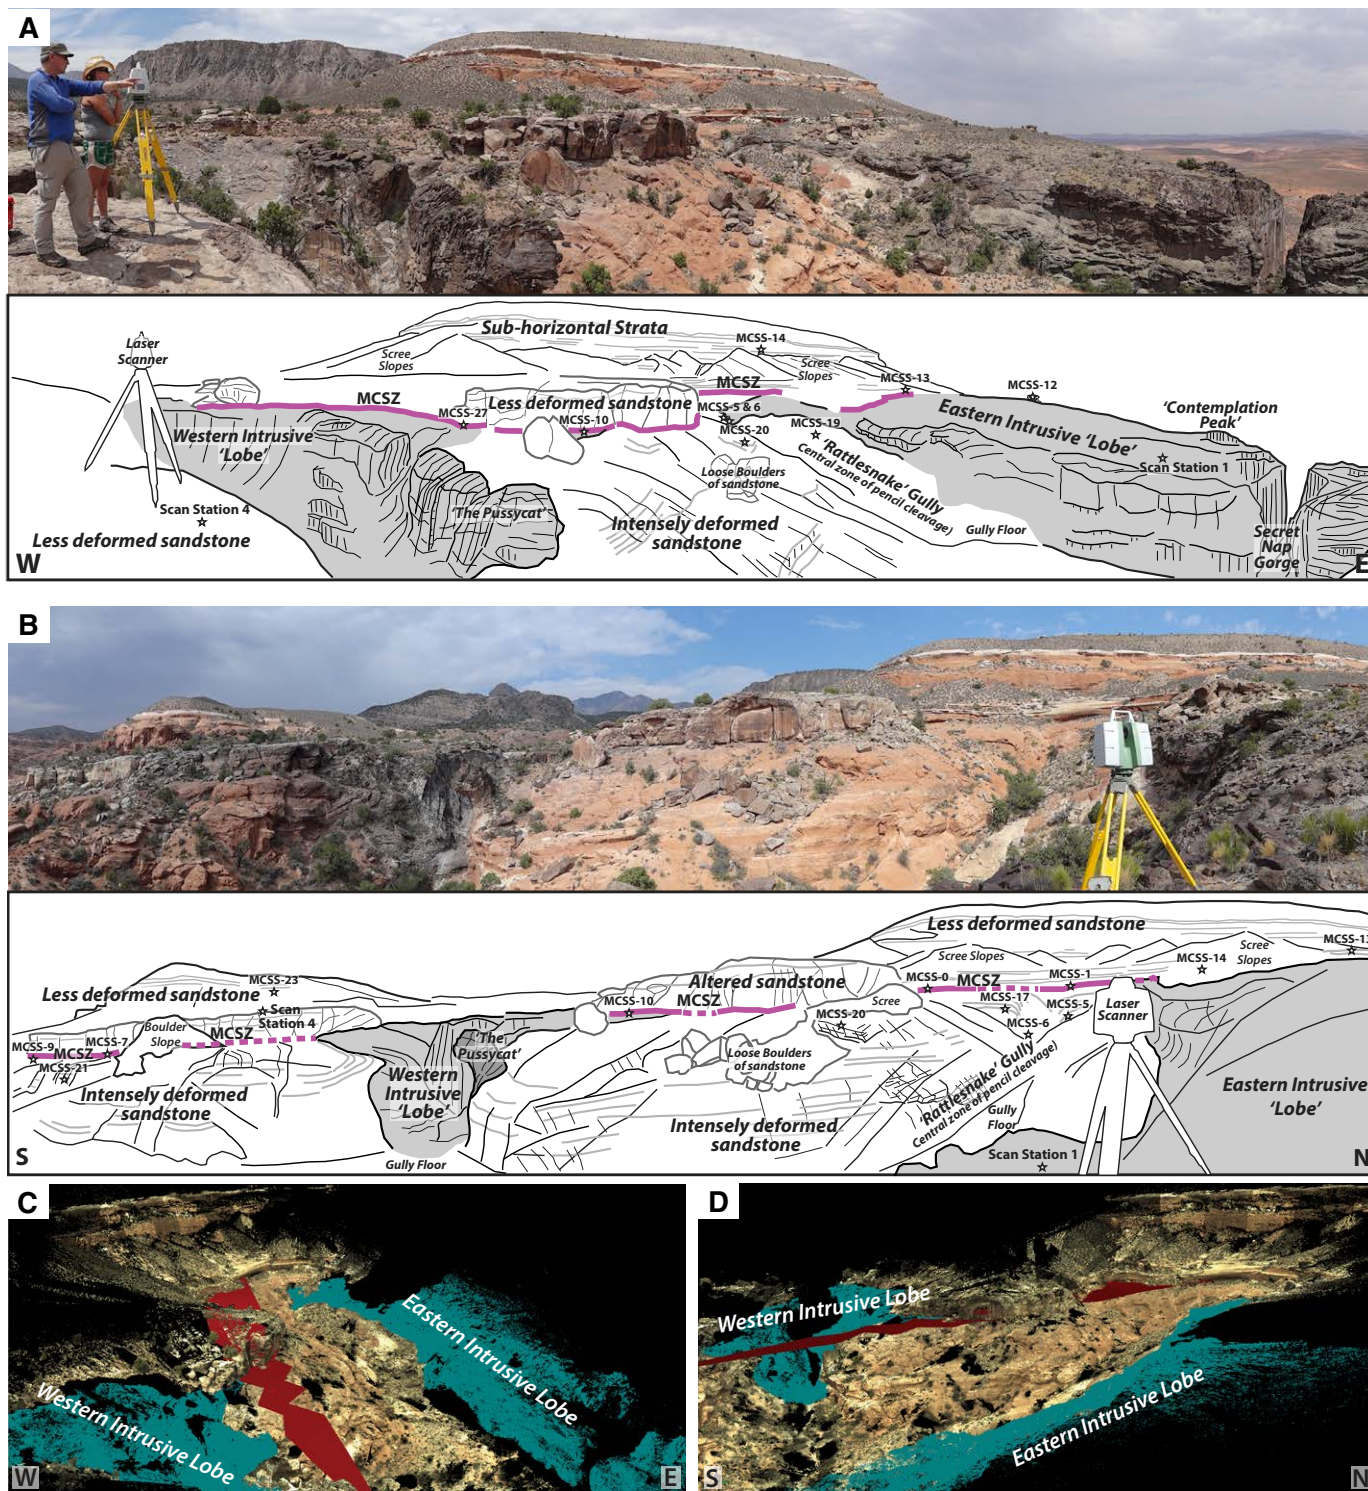 A
Sub-horizontal Strata
MCSS-14
Laser
Scanner
Scree
Slopes
Scree
Slopes
MCSS-13
MCSZ
MCSS-12
MCSZ
Less deformed sandstone
MCSS-27
MCSS-10
MCSS-5 & 6
MCSS-20
MCSS-19
Eastern Intrusive 'Lobe'
'Contemplation
Peak'
Western Intrusive
'Lobe'
Scan Station 1
Loose Boulders
of sandstone
'Rattlesnake' Gully
Central zone of pencil cleavage)
'The Pussycat'
Scan Station 4
Less deformed sandstone
Intensely deformed
sandstone
Gully Floor
Secret
Nap
Gorge
W
E
B
Less deformed sandstone
Scree Slopes
Scree
Slopes
MCSS-14
MCSS-23
Less deformed sandstone
Scan
Station 4
Altered sandstone
MCSS-0
MCSZ
MCSS-1
MCSS-10
MCSZ
Scree
MCSS-17
MCSS-5
MCSS-20
MCSS-6
Laser
Scanner
Boulder
Slope
MCSZ
MCSS-9
MCSZ
MCSS-7
MCSS-21
'The
Pussycat'
Loose Boulders
of sandstone
Western
Intrusive
'Lobe'
Intensely deformed
sandstone
'Rattlesnake' Gully
Central zone of pencil cleavage)
Gully
Floor
Eastern Intrusive
'Lobe'
Intensely deformed
sandstone
Gully Floor
Scan Station 1
S
N
C
Eastern Intrusive Lobe
Western Intrusive Lobe
W
E
D
Western Intrusive Lobe
Eastern Intrusive Lobe
S
N